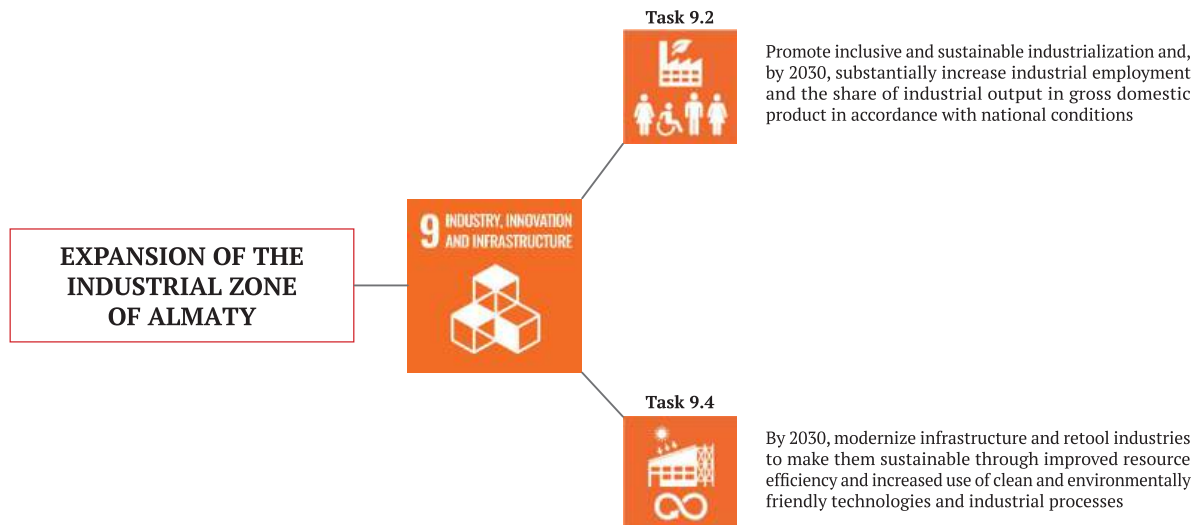 Task 9.2
Promote inclusive and sustainable industrialization and,
by 2030, substantially increase industrial employment
and the share of industrial output in gross domestic
product in accordance with national conditions
9 INDUSTRY, INNOVATION
AND INFRASTRUCTURE
EXPANSION OF THE
INDUSTRIAL ZONE
OF ALMATY
Task 9.4
By 2030, modernize infrastructure and retool industries
to make them sustainable through improved resource
efficiency and increased use of clean and environmentally
friendly technologies and industrial processes